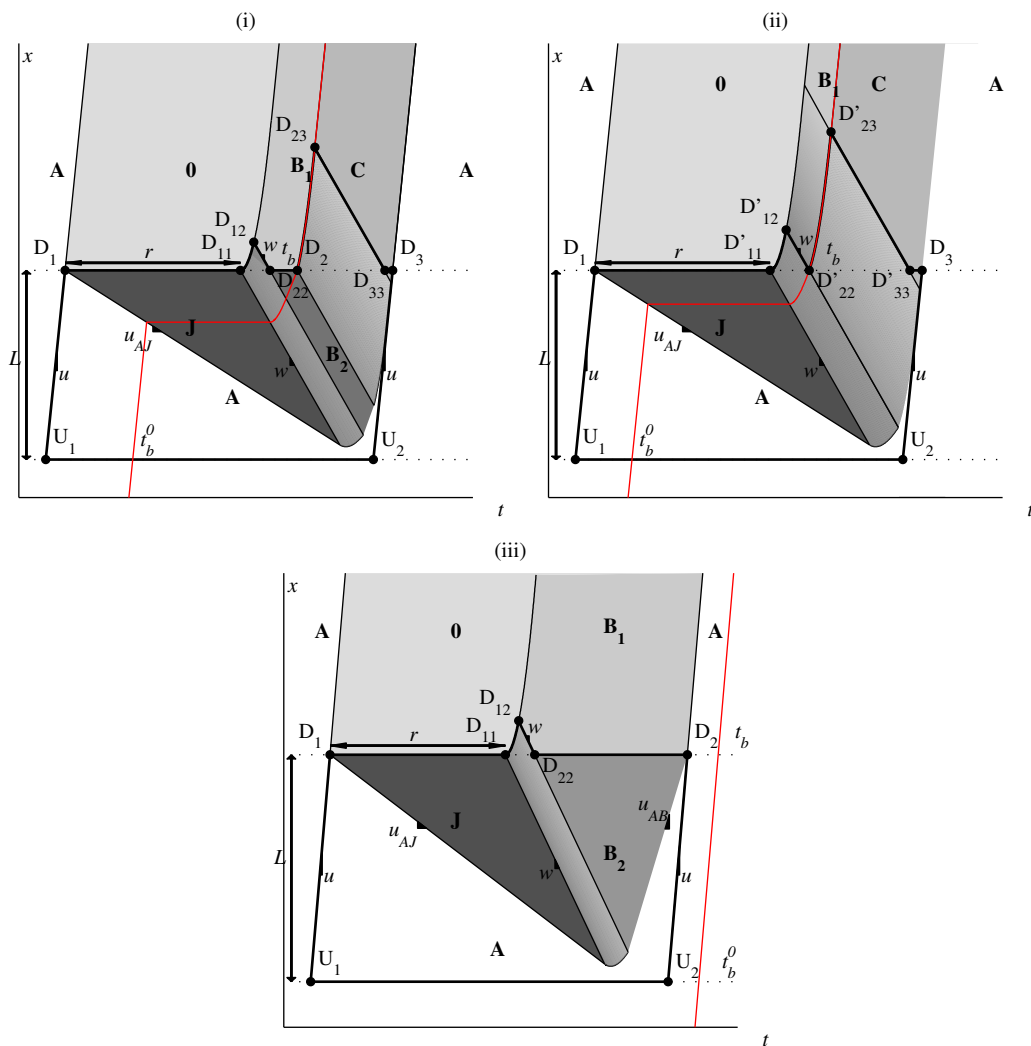 (i)
x
A
0
D23
B1
C
A
D12
D1
r
D11
w
tb
D2
D22
D33
D3
J
uAJ
B2
L
u
w
u
A
U1
tb0
U2
t
(ii)
x
A
0
B1
C
A
D'23
D'12
D1
r
D'11
w
tb
D'22
D'33
D3
J
uAJ
L
u
w
u
A
U1
tb0
U2
t
(iii)
x
A
0
B1
A
D12
D1
r
D11
w
D2
tb
D22
J
uAJ
uAB
L
u
w
B2
u
A
U1
U2
tb0
t